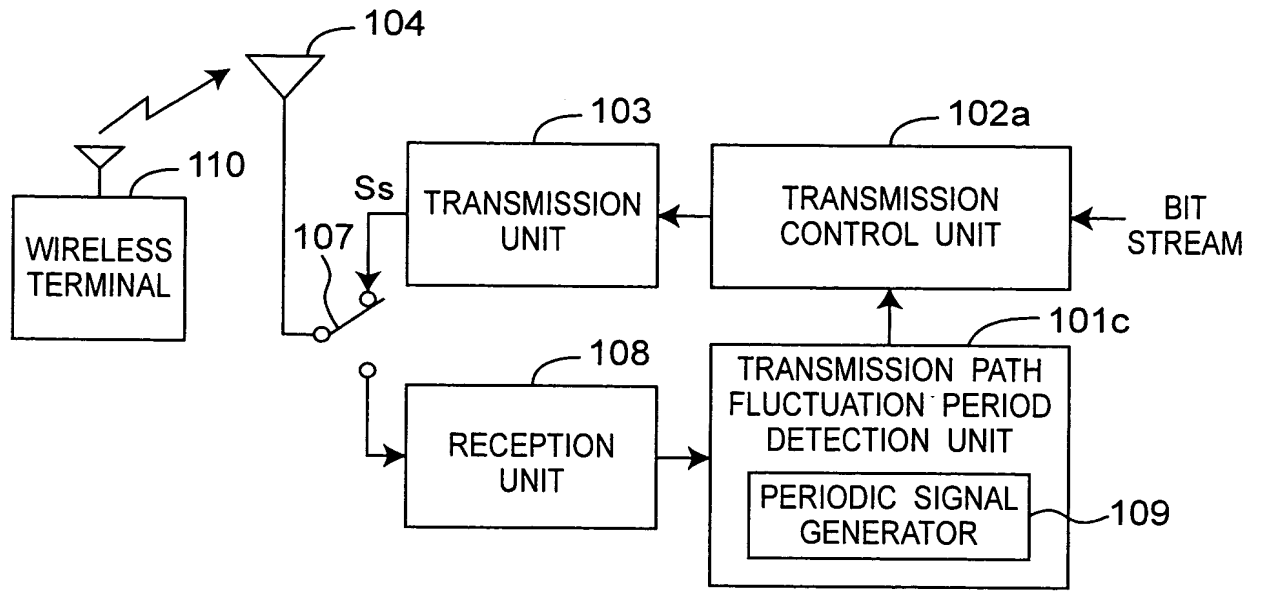 104
103
102a
110
Ss
TRANSMISSION
UNIT
TRANSMISSION
CONTROL UNIT
BIT
STREAM
WIRELESS
TERMINAL
107
108
101c
RECEPTION
UNIT
TRANSMISSION PATH
FLUCTUATION PERIOD
DETECTION UNIT
PERIODIC SIGNAL
GENERATOR
109